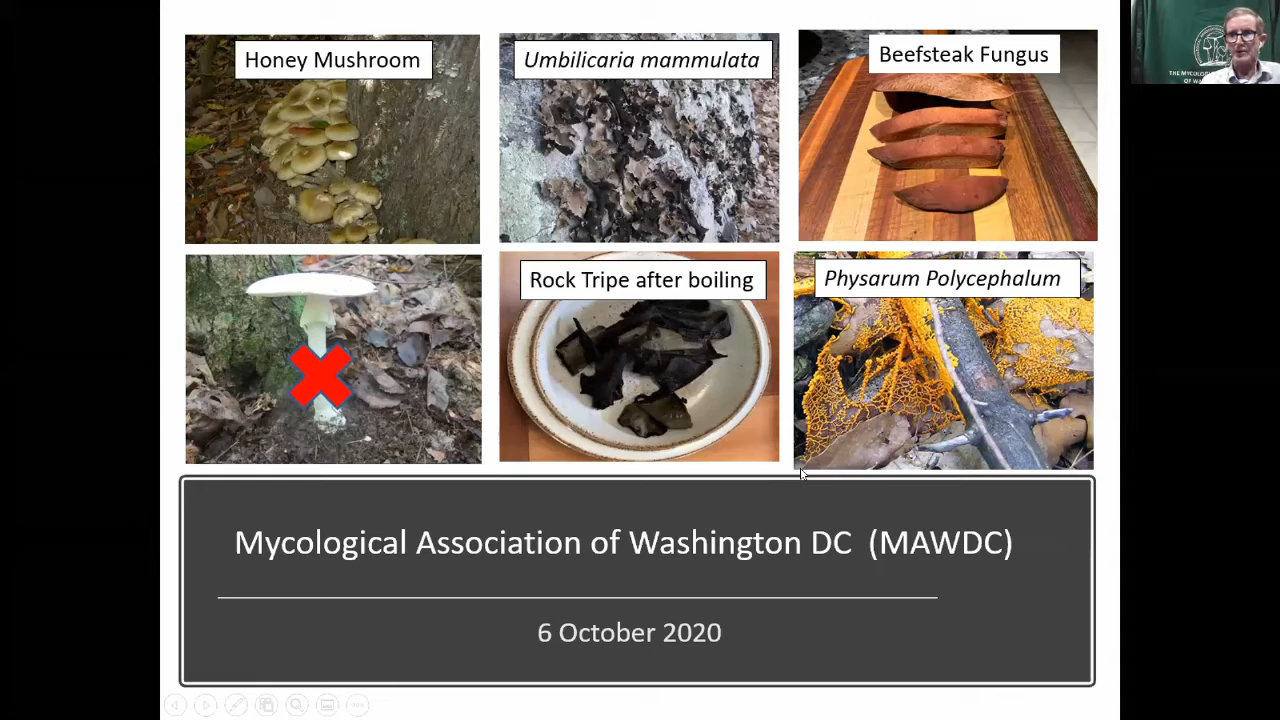 Honey Mushroom
Umbilicaria mammulata
Beefsteak Fungus
Rock Tripe after boiling
Physarum Polycephalum
Mycological Association of Washington DC (MAWDC)
6 October 2020